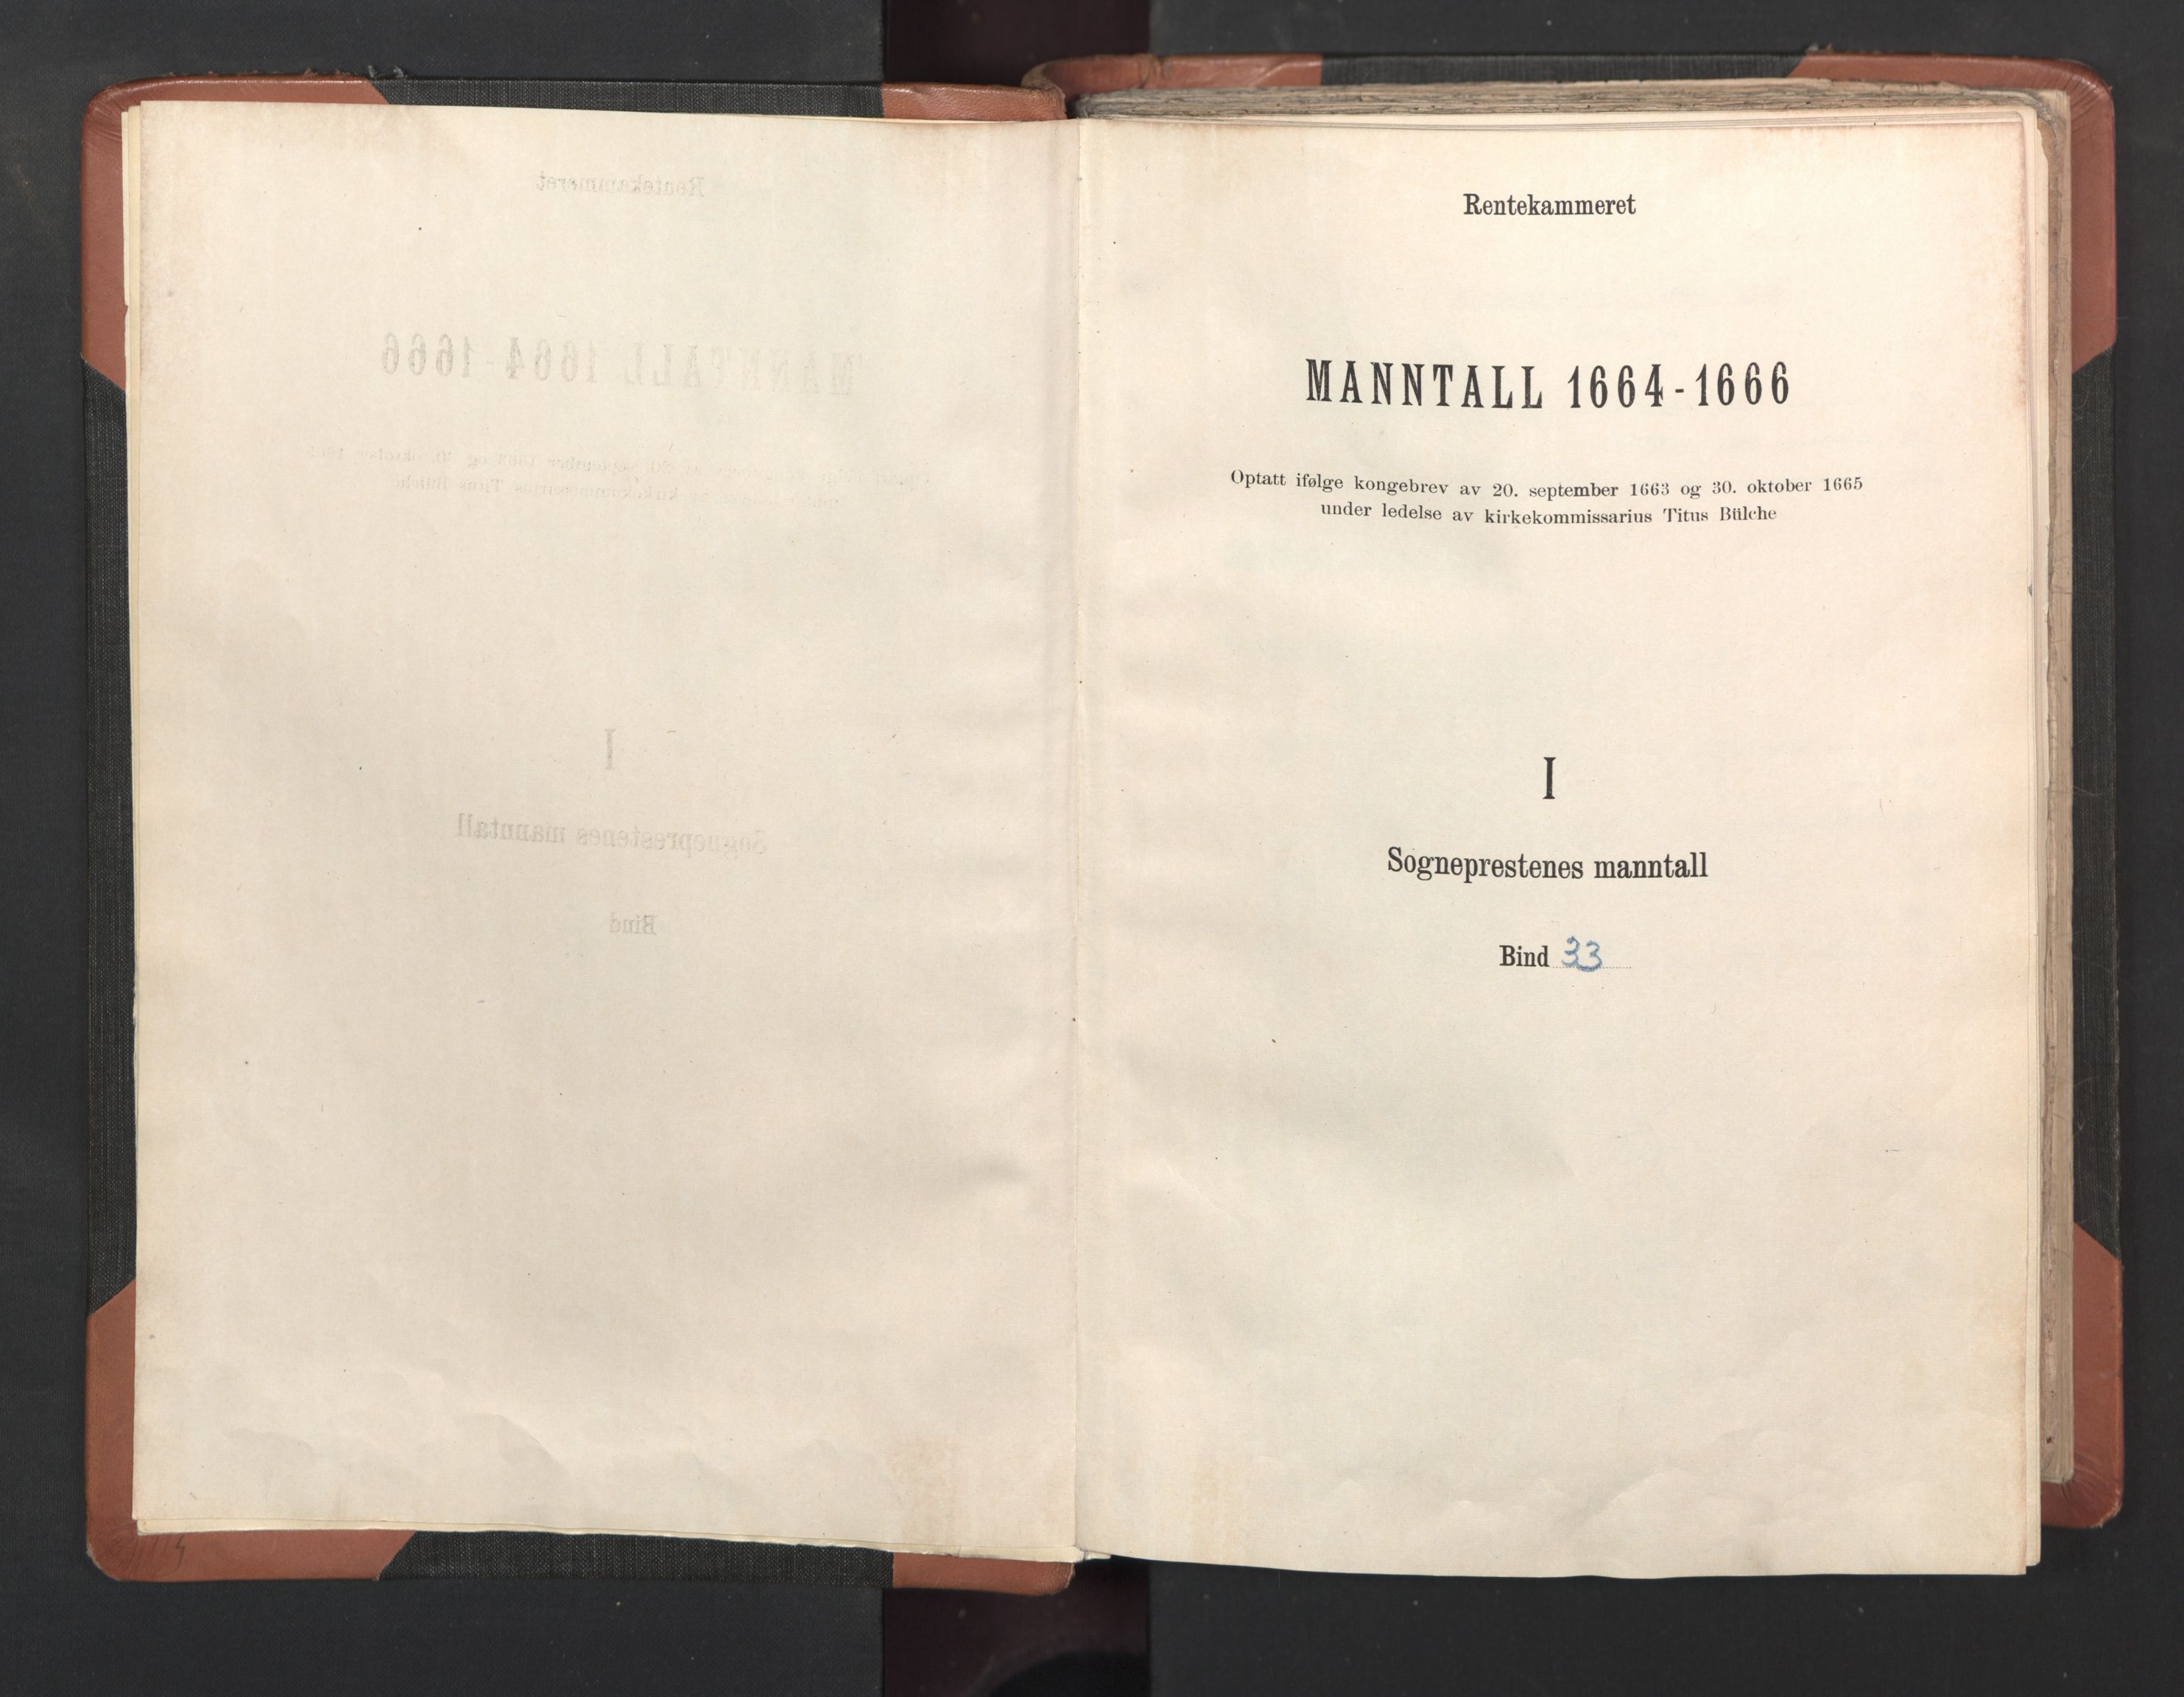 Rentekammeret
MANNTALL 1664-1666
Optatt ifølge kongebrev av 20. september 1663 og 30. oktober 1665
under ledelse av kirkekommissarius Titus Bülche
I
Sogneprestenes manntall
Bind 33